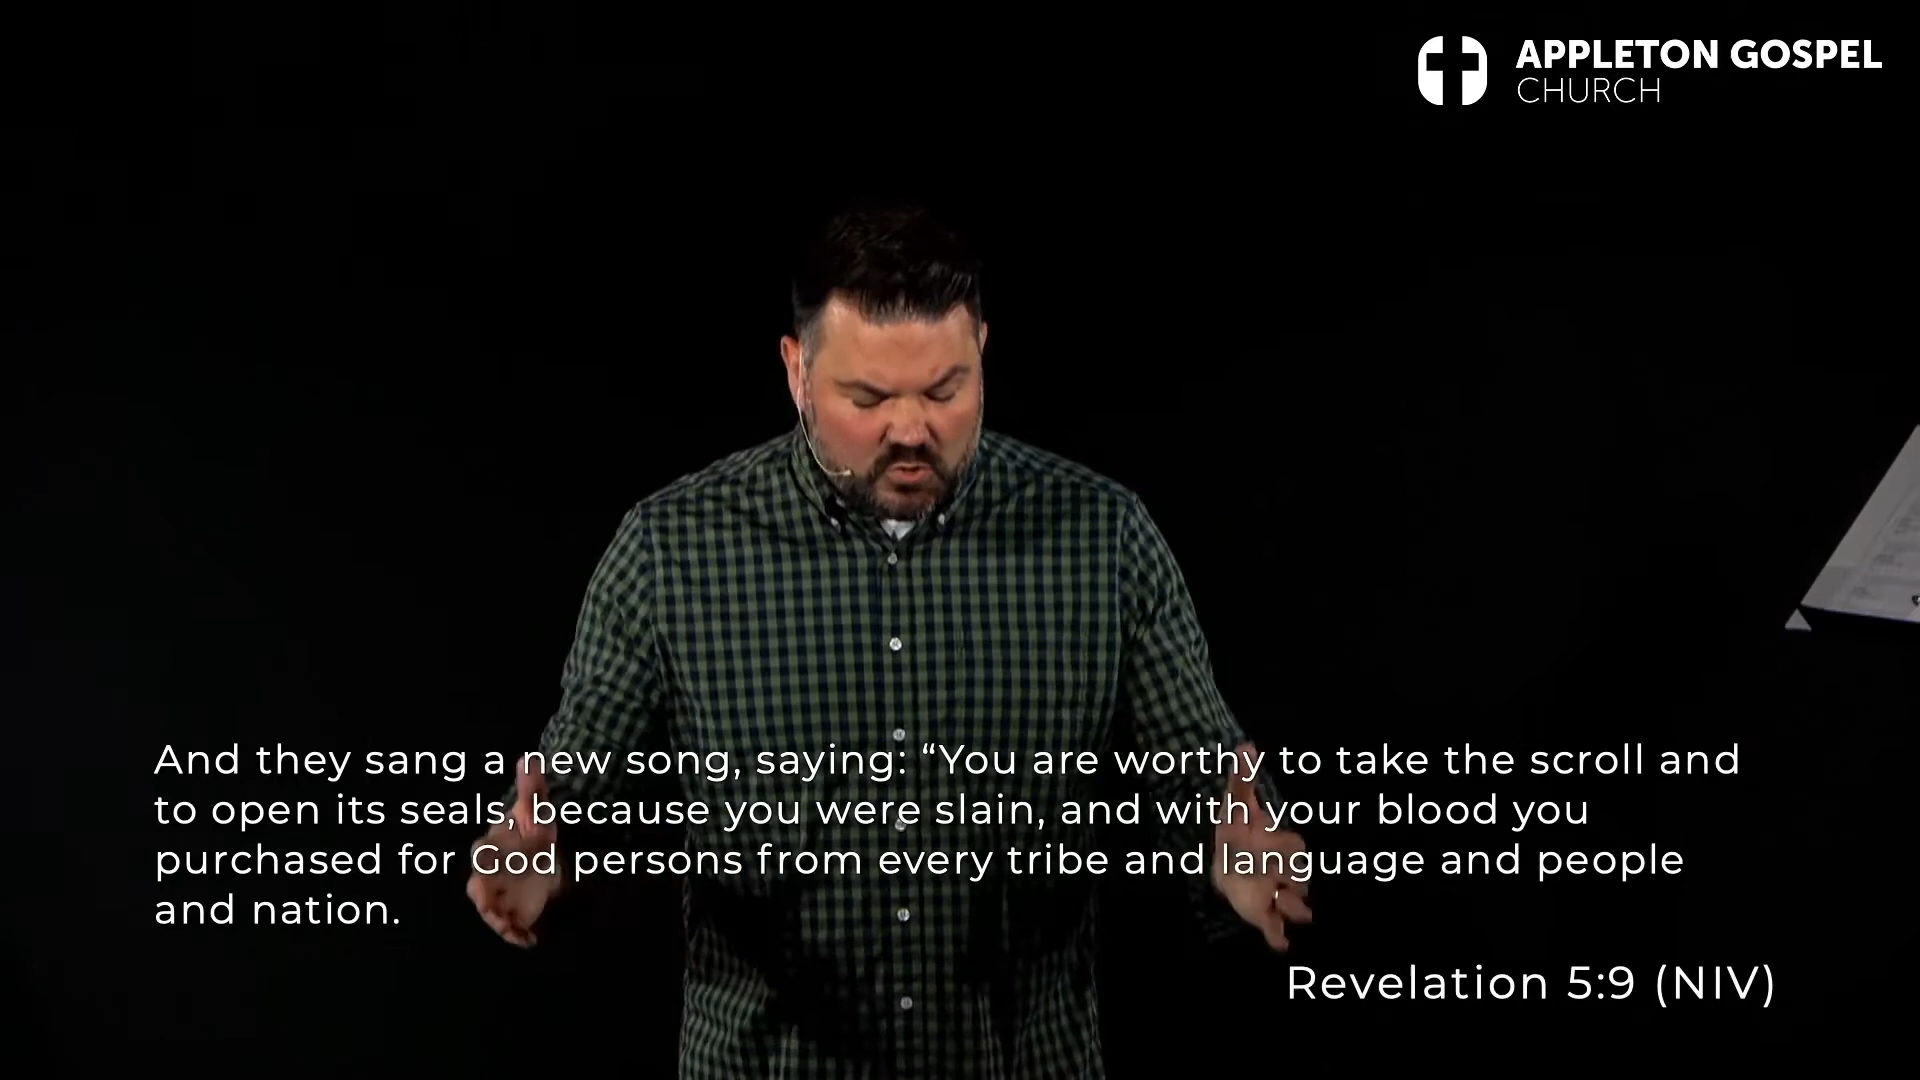 APPLETON GOSPEL
CHURCH
And they sang a new song, saying: “You are worthy to take the scroll and
to open its seals, because you were slain, and with your blood you
purchased for God persons from every tribe and language and people
and nation.
Revelation 5:9 (NIV)